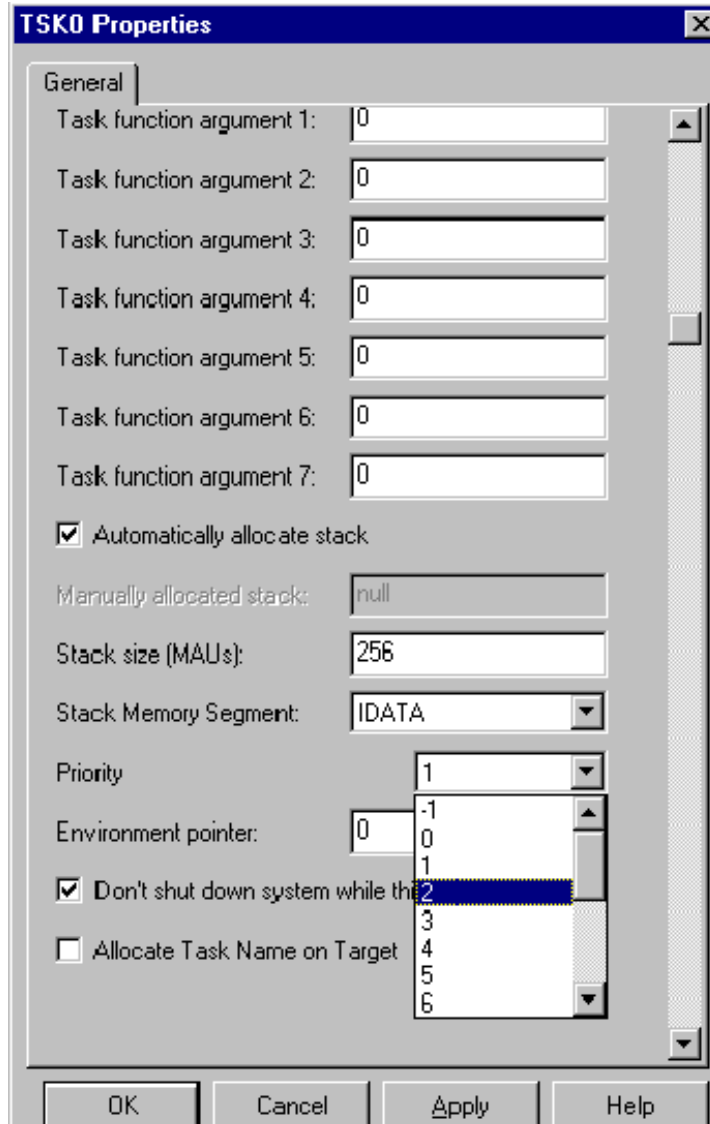 TSK0 Properties
General
Task function argument 1: 0
Task function argument 2: 0
Task function argument 3: 0
Task function argument 4: 0
Task function argument 5: 0
Task function argument 6: 0
Task function argument 7: 0
Automatically allocate stack
Manually allocated stack: null
Stack size (MAUs): 256
Stack Memory Segment: IDATA
Priority 1
-1
Environment pointer: 0
0
1
Don't shut down system while
2
3
Allocate Task Name on Target
4
5
6
OK Cancel Apply Help